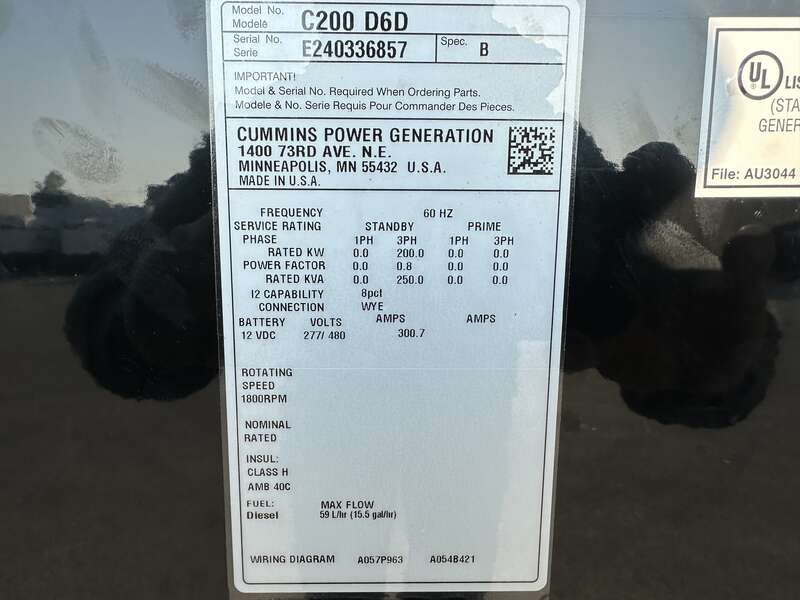 Model No. C200 D6D
Modelé
Serial No. E240336857 Spec. B
Serie
IMPORTANT!
Model & Serial No. Required When Ordering Parts.
Modele & No. Serie Requis Pour Commander Des Pieces.
CUMMINS POWER GENERATION
1400 73RD AVE. N.E.
MINNEAPOLIS, MN 55432 U.S.A.
MADE IN U.S.A.
FREQUENCY 60 HZ
SERVICE RATING STANDBY PRIME
PHASE 1PH 3PH 1PH 3PH
RATED KW 0.0 200.0 0.0 0.0
POWER FACTOR 0.0 0.8 0.0 0.0
RATED KVA 0.0 250.0 0.0 0.0
I2 CAPABILITY 8pct
CONNECTION WYE
BATTERY VOLTS AMPS AMPS
12 VDC 277/ 480 300.7
ROTATING
SPEED
1800RPM
NOMINAL
RATED
INSUL:
CLASS H
AMB 40C
FUEL: MAX FLOW
Diesel 59 L/hr (15.5 gal/hr)
WIRING DIAGRAM A057P963 A054B421
UL LIS
(STA
GENER
File: AU3044